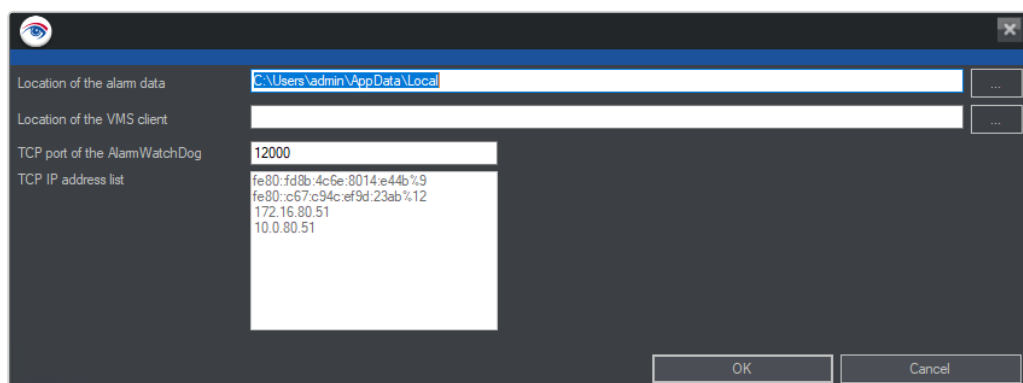 Location of the alarm data
C:\Users\admin\AppData\Local
...
Location of the VMS client
...
TCP port of the AlarmWatchDog
12000
TCP IP address list
fe80::fd8b:4c6e:8014:e44b%9
fe80::c67:c94c:ef9d:23ab%12
172.16.80.51
10.0.80.51
OK
Cancel